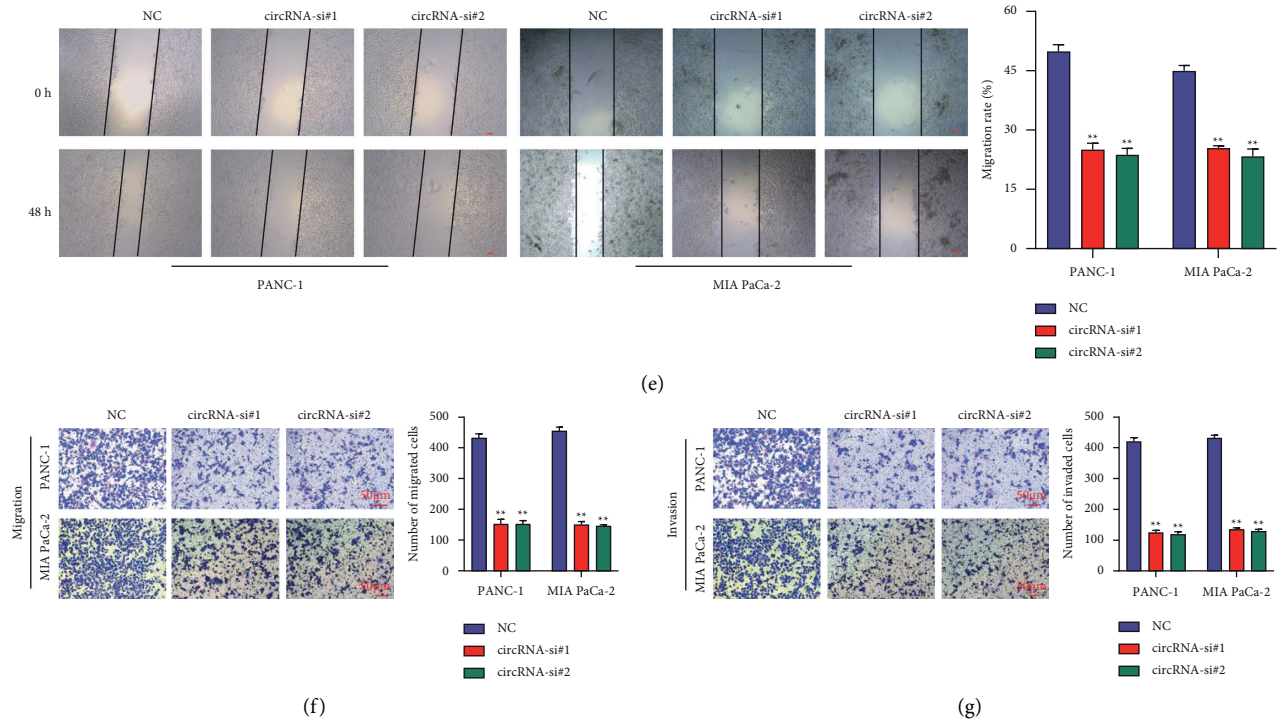 NC circRNA-si#1 circRNA-si#2 NC circRNA-si#1 circRNA-si#2
0 h
48 h
PANC-1 MIA PaCa-2
Migration rate (%)
60
45
30
15
0
** ** ** **
PANC-1 MIA PaCa-2
NC
circRNA-si#1
circRNA-si#2
(e)
NC circRNA-si#1 circRNA-si#2
Migration
PANC-1
MIA PaCa-2
50μm
50μm
Number of migrated cells
500
400
300
200
100
0
** ** ** **
PANC-1 MIA PaCa-2
NC
circRNA-si#1
circRNA-si#2
(f)
NC circRNA-si#1 circRNA-si#2
Invasion
PANC-1
MIA PaCa-2
50μm
50μm
Number of invaded cells
500
400
300
200
100
0
** ** ** **
PANC-1 MIA PaCa-2
NC
circRNA-si#1
circRNA-si#2
(g)